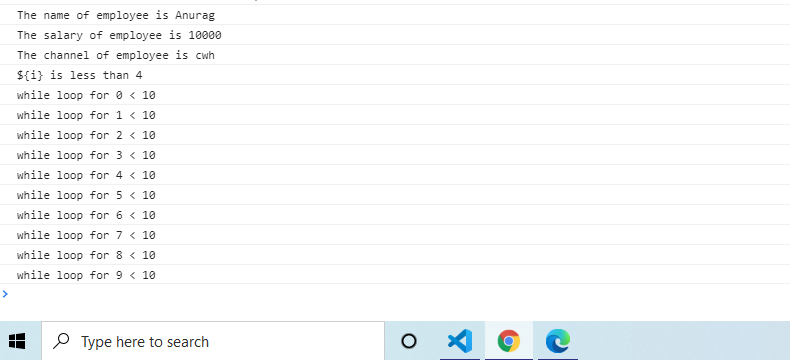 The name of employee is Anurag
The salary of employee is 10000
The channel of employee is cwh
${i} is less than 4
while loop for 0 < 10
while loop for 1 < 10
while loop for 2 < 10
while loop for 3 < 10
while loop for 4 < 10
while loop for 5 < 10
while loop for 6 < 10
while loop for 7 < 10
while loop for 8 < 10
while loop for 9 < 10
>
Type here to search